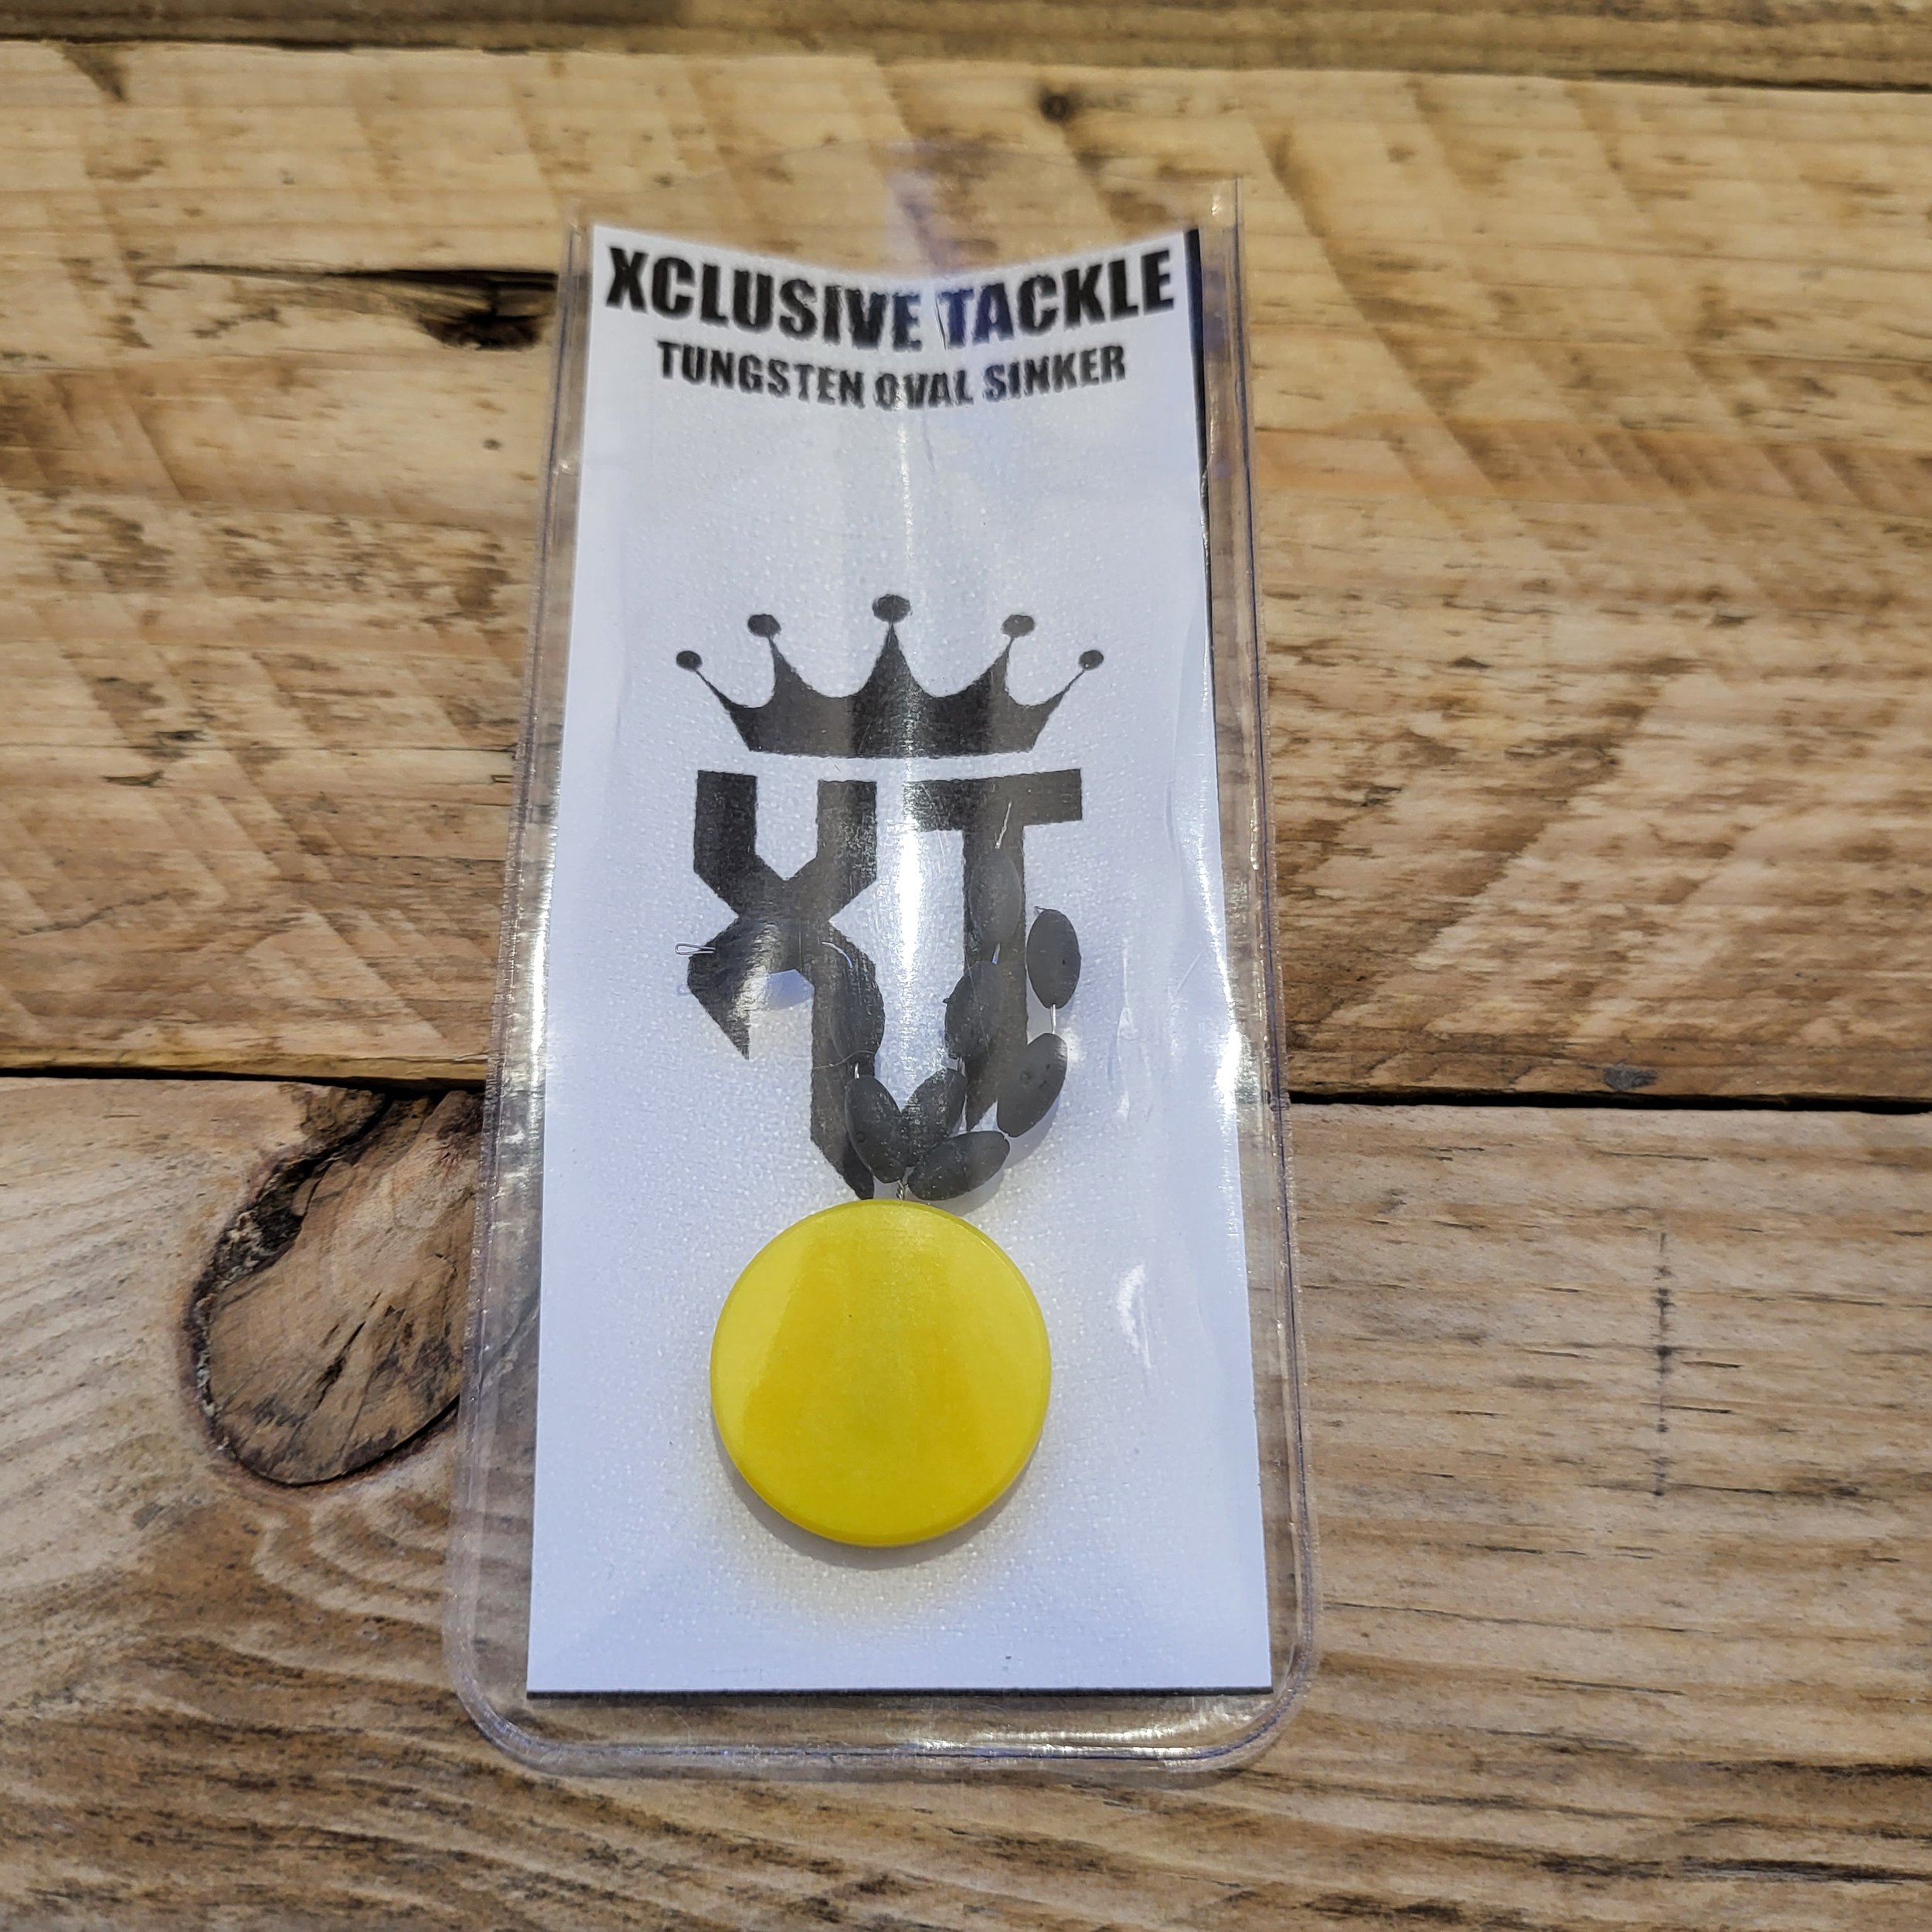 XCLUSIVE TACKLE
TUNGSTEN OVAL SINKER
XT